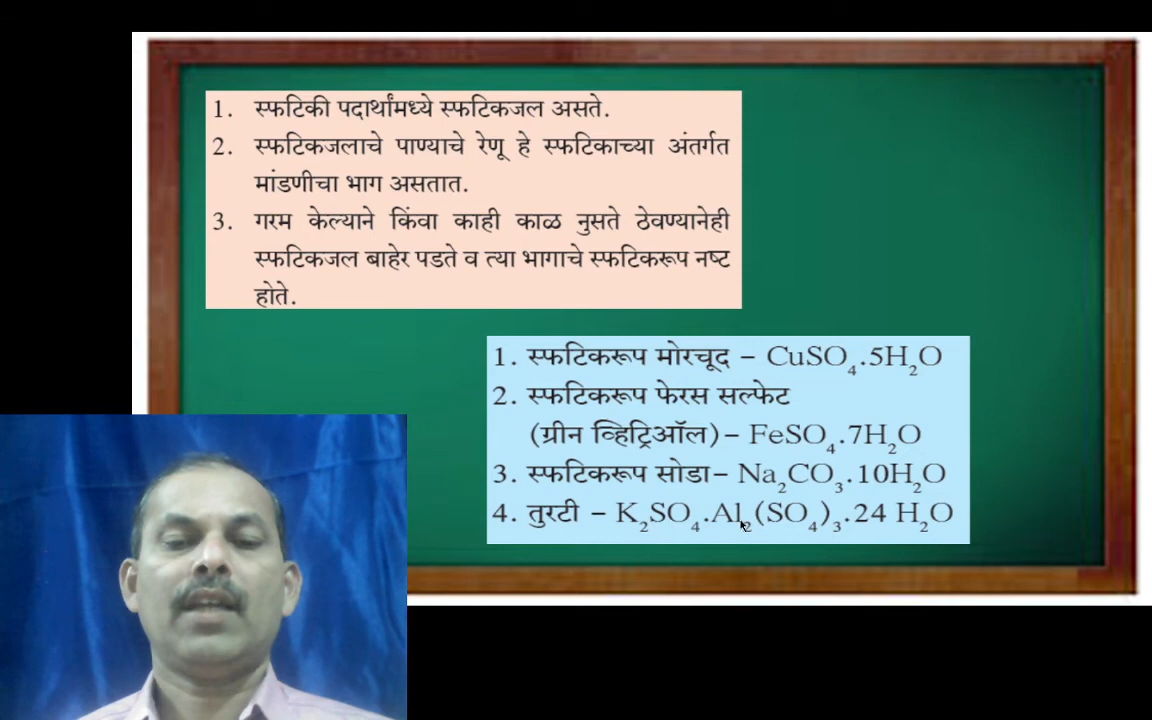 1. स्फटिकी पदार्थांमध्ये स्फटिकजल असते.
2. स्फटिकजलाचे पाण्याचे रेणू हे स्फटिकाच्या अंतर्गत
मांडणीचा भाग असतात.
3. गरम केल्याने किंवा काही काळ नुसते ठेवण्यानेही
स्फटिकजल बाहेर पडते व त्या भागाचे स्फटिकरूप नष्ट
होते.
1. स्फटिकरूप मोरचूद – CuSO₄.5H₂O
2. स्फटिकरूप फेरस सल्फेट
(ग्रीन व्हिट्रिऑल)– FeSO₄.7H₂O
3. स्फटिकरूप सोडा– Na₂CO₃.10H₂O
4. तुरटी – K₂SO₄.Al₂(SO₄)₃.24 H₂O